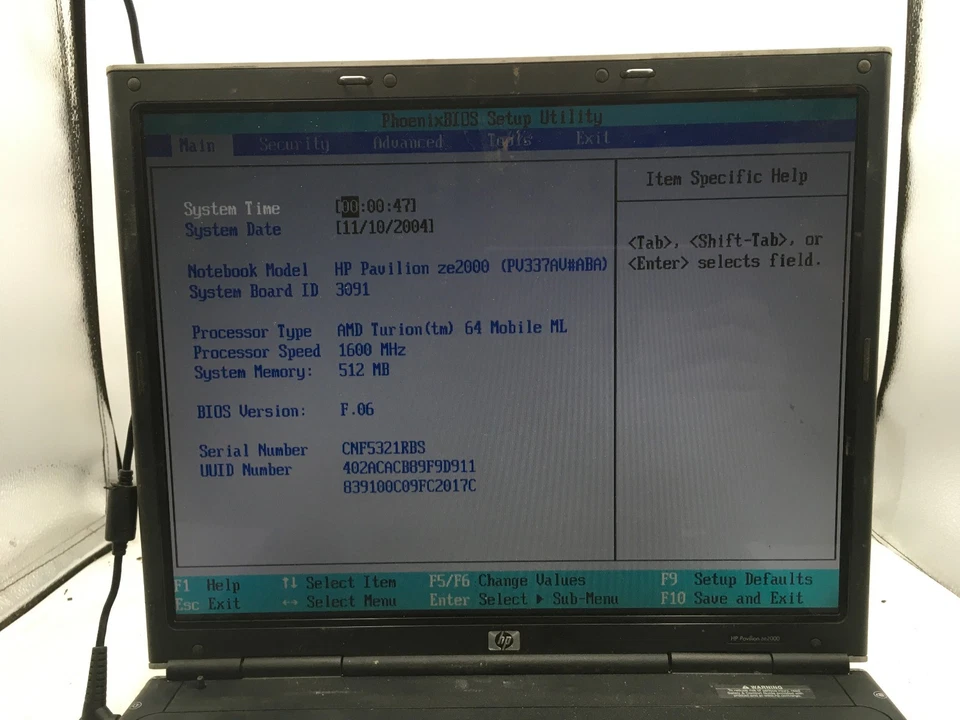 PhoenixBIOS Setup Utility
Main Security Advanced Tools Exit
Item Specific Help
System Time [00:00:47]
System Date [11/10/2004]
<Tab>, <Shift-Tab>, or
<Enter> selects field.
Notebook Model HP Pavilion ze2000 (PV337AV#ABA)
System Board ID 3091
Processor Type AMD Turion(tm) 64 Mobile ML
Processor Speed 1600 MHz
System Memory: 512 MB
BIOS Version: F.06
Serial Number CNF5321RBS
UUID Number 402ACACB89F9D911
839100C09FC2017C
F1 Help ↑↓ Select Item F5/F6 Change Values F9 Setup Defaults
Esc Exit ↔ Select Menu Enter Select ▶ Sub-Menu F10 Save and Exit
hp
HP Pavilion
WARNING